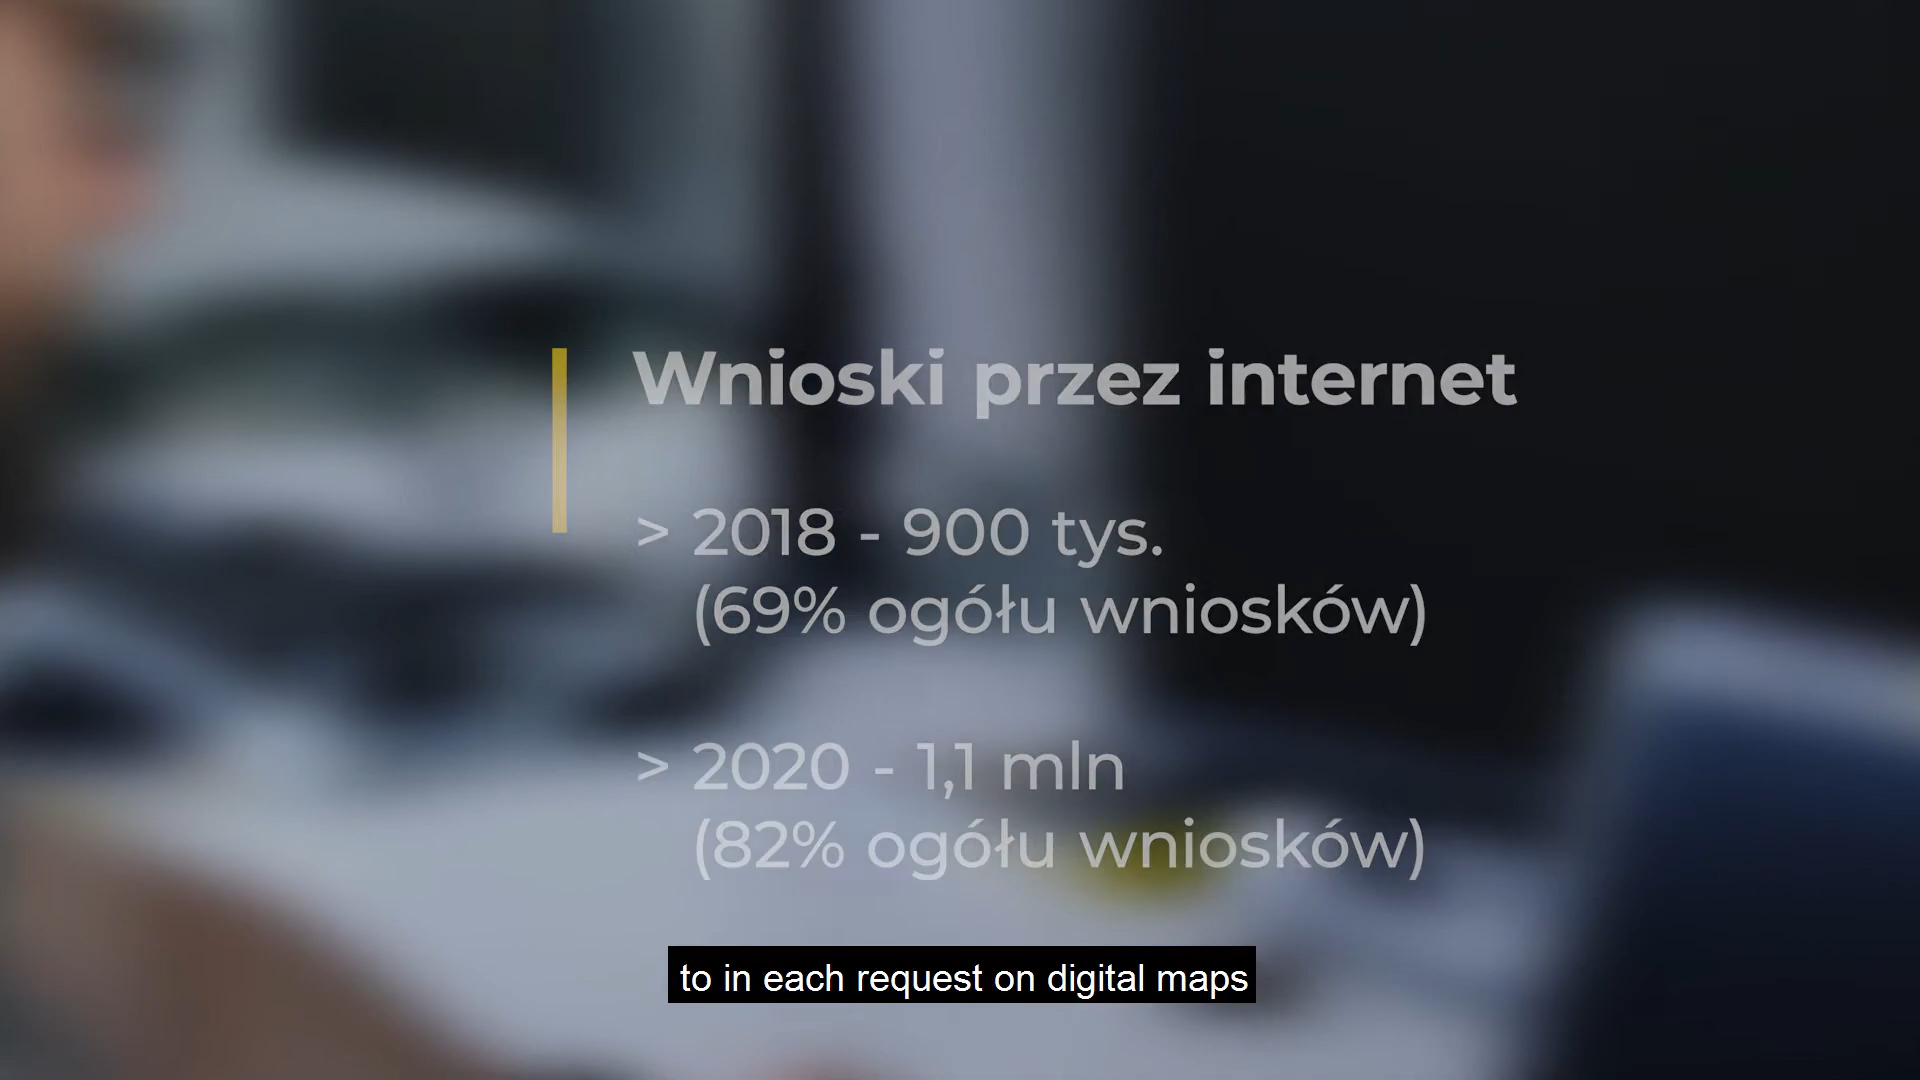 Wnioski przez internet
> 2018 - 900 tys.
(69% ogółu wniosków)
> 2020 - 1,1 mln
(82% ogółu wniosków)
to in each request on digital maps